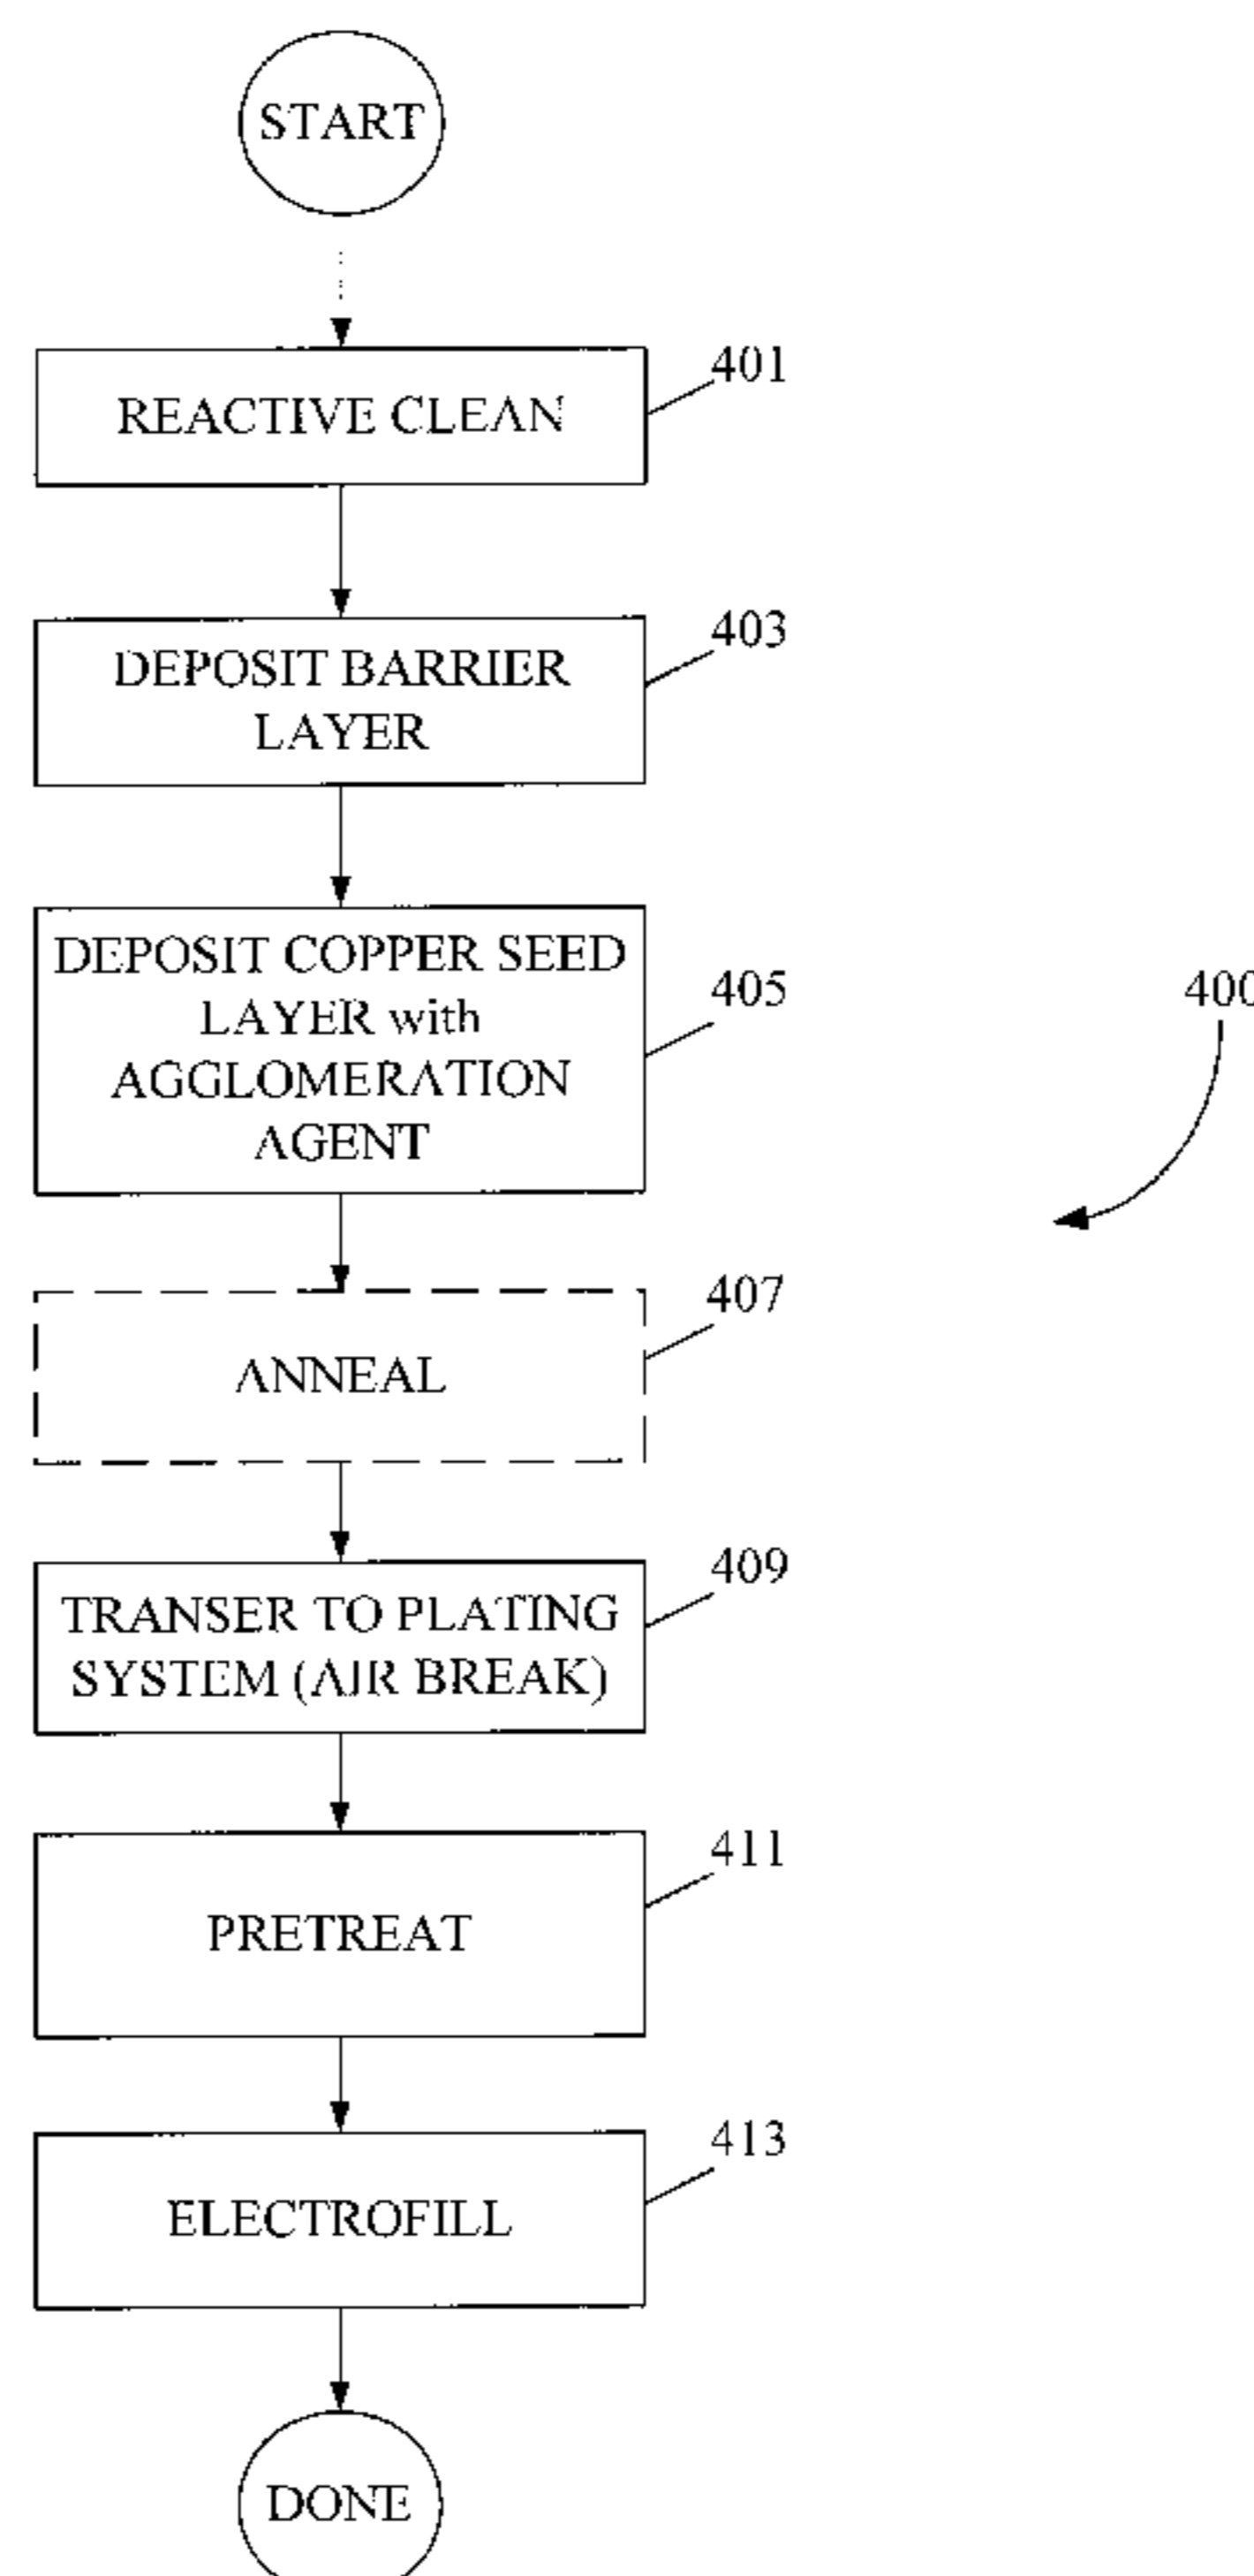 START
REACTIVE CLEAN
401
DEPOSIT BARRIER
LAYER
403
DEPOSIT COPPER SEED
LAYER with
AGGLOMERATION
AGENT
405
400
ANNEAL
407
TRANSER TO PLATING
SYSTEM (AIR BREAK)
409
PRETREAT
411
ELECTROFILL
413
DONE